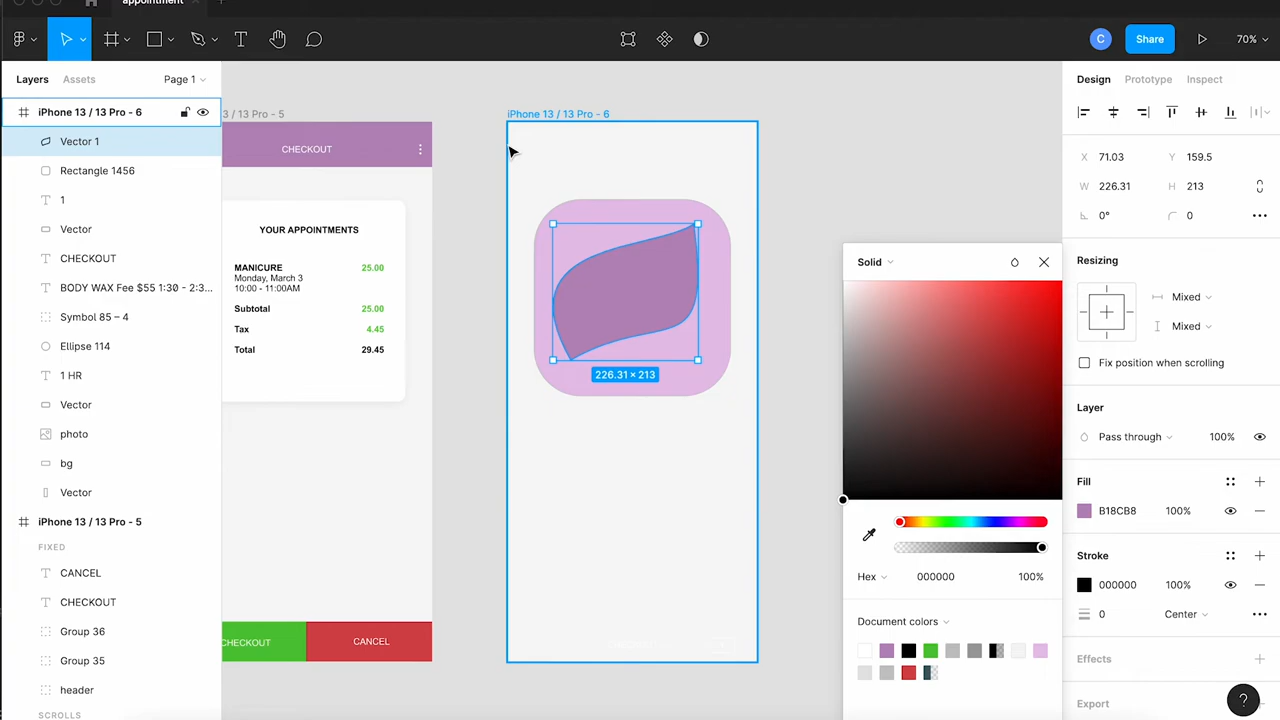 appointment
C
Share
70%
Layers
Assets
Page 1
iPhone 13 / 13 Pro - 6
Vector 1
Rectangle 1456
1
Vector
CHECKOUT
BODY WAX Fee $55 1:30 - 2:3...
Symbol 85 – 4
Ellipse 114
1 HR
Vector
photo
bg
Vector
iPhone 13 / 13 Pro - 5
FIXED
CANCEL
CHECKOUT
Group 36
Group 35
header
SCROLLS
3 / 13 Pro - 5
CHECKOUT
YOUR APPOINTMENTS
MANICURE 25.00
Monday, March 3
10:00 - 11:00AM
Subtotal 25.00
Tax 4.45
Total 29.45
CHECKOUT
CANCEL
iPhone 13 / 13 Pro - 6
226.31 × 213
CHECKOUT
Solid
Hex 000000 100%
Document colors
Design
Prototype
Inspect
X 71.03 Y 159.5
W 226.31 H 213
0° 0
Resizing
Mixed
Mixed
Fix position when scrolling
Layer
Pass through 100%
Fill
B18CB8 100%
Stroke
000000 100%
0 Center
Effects
Export
?